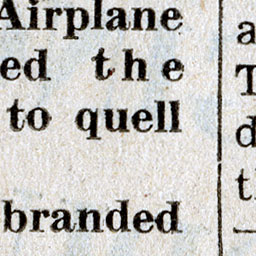 Airplane
ed the
to quell
branded